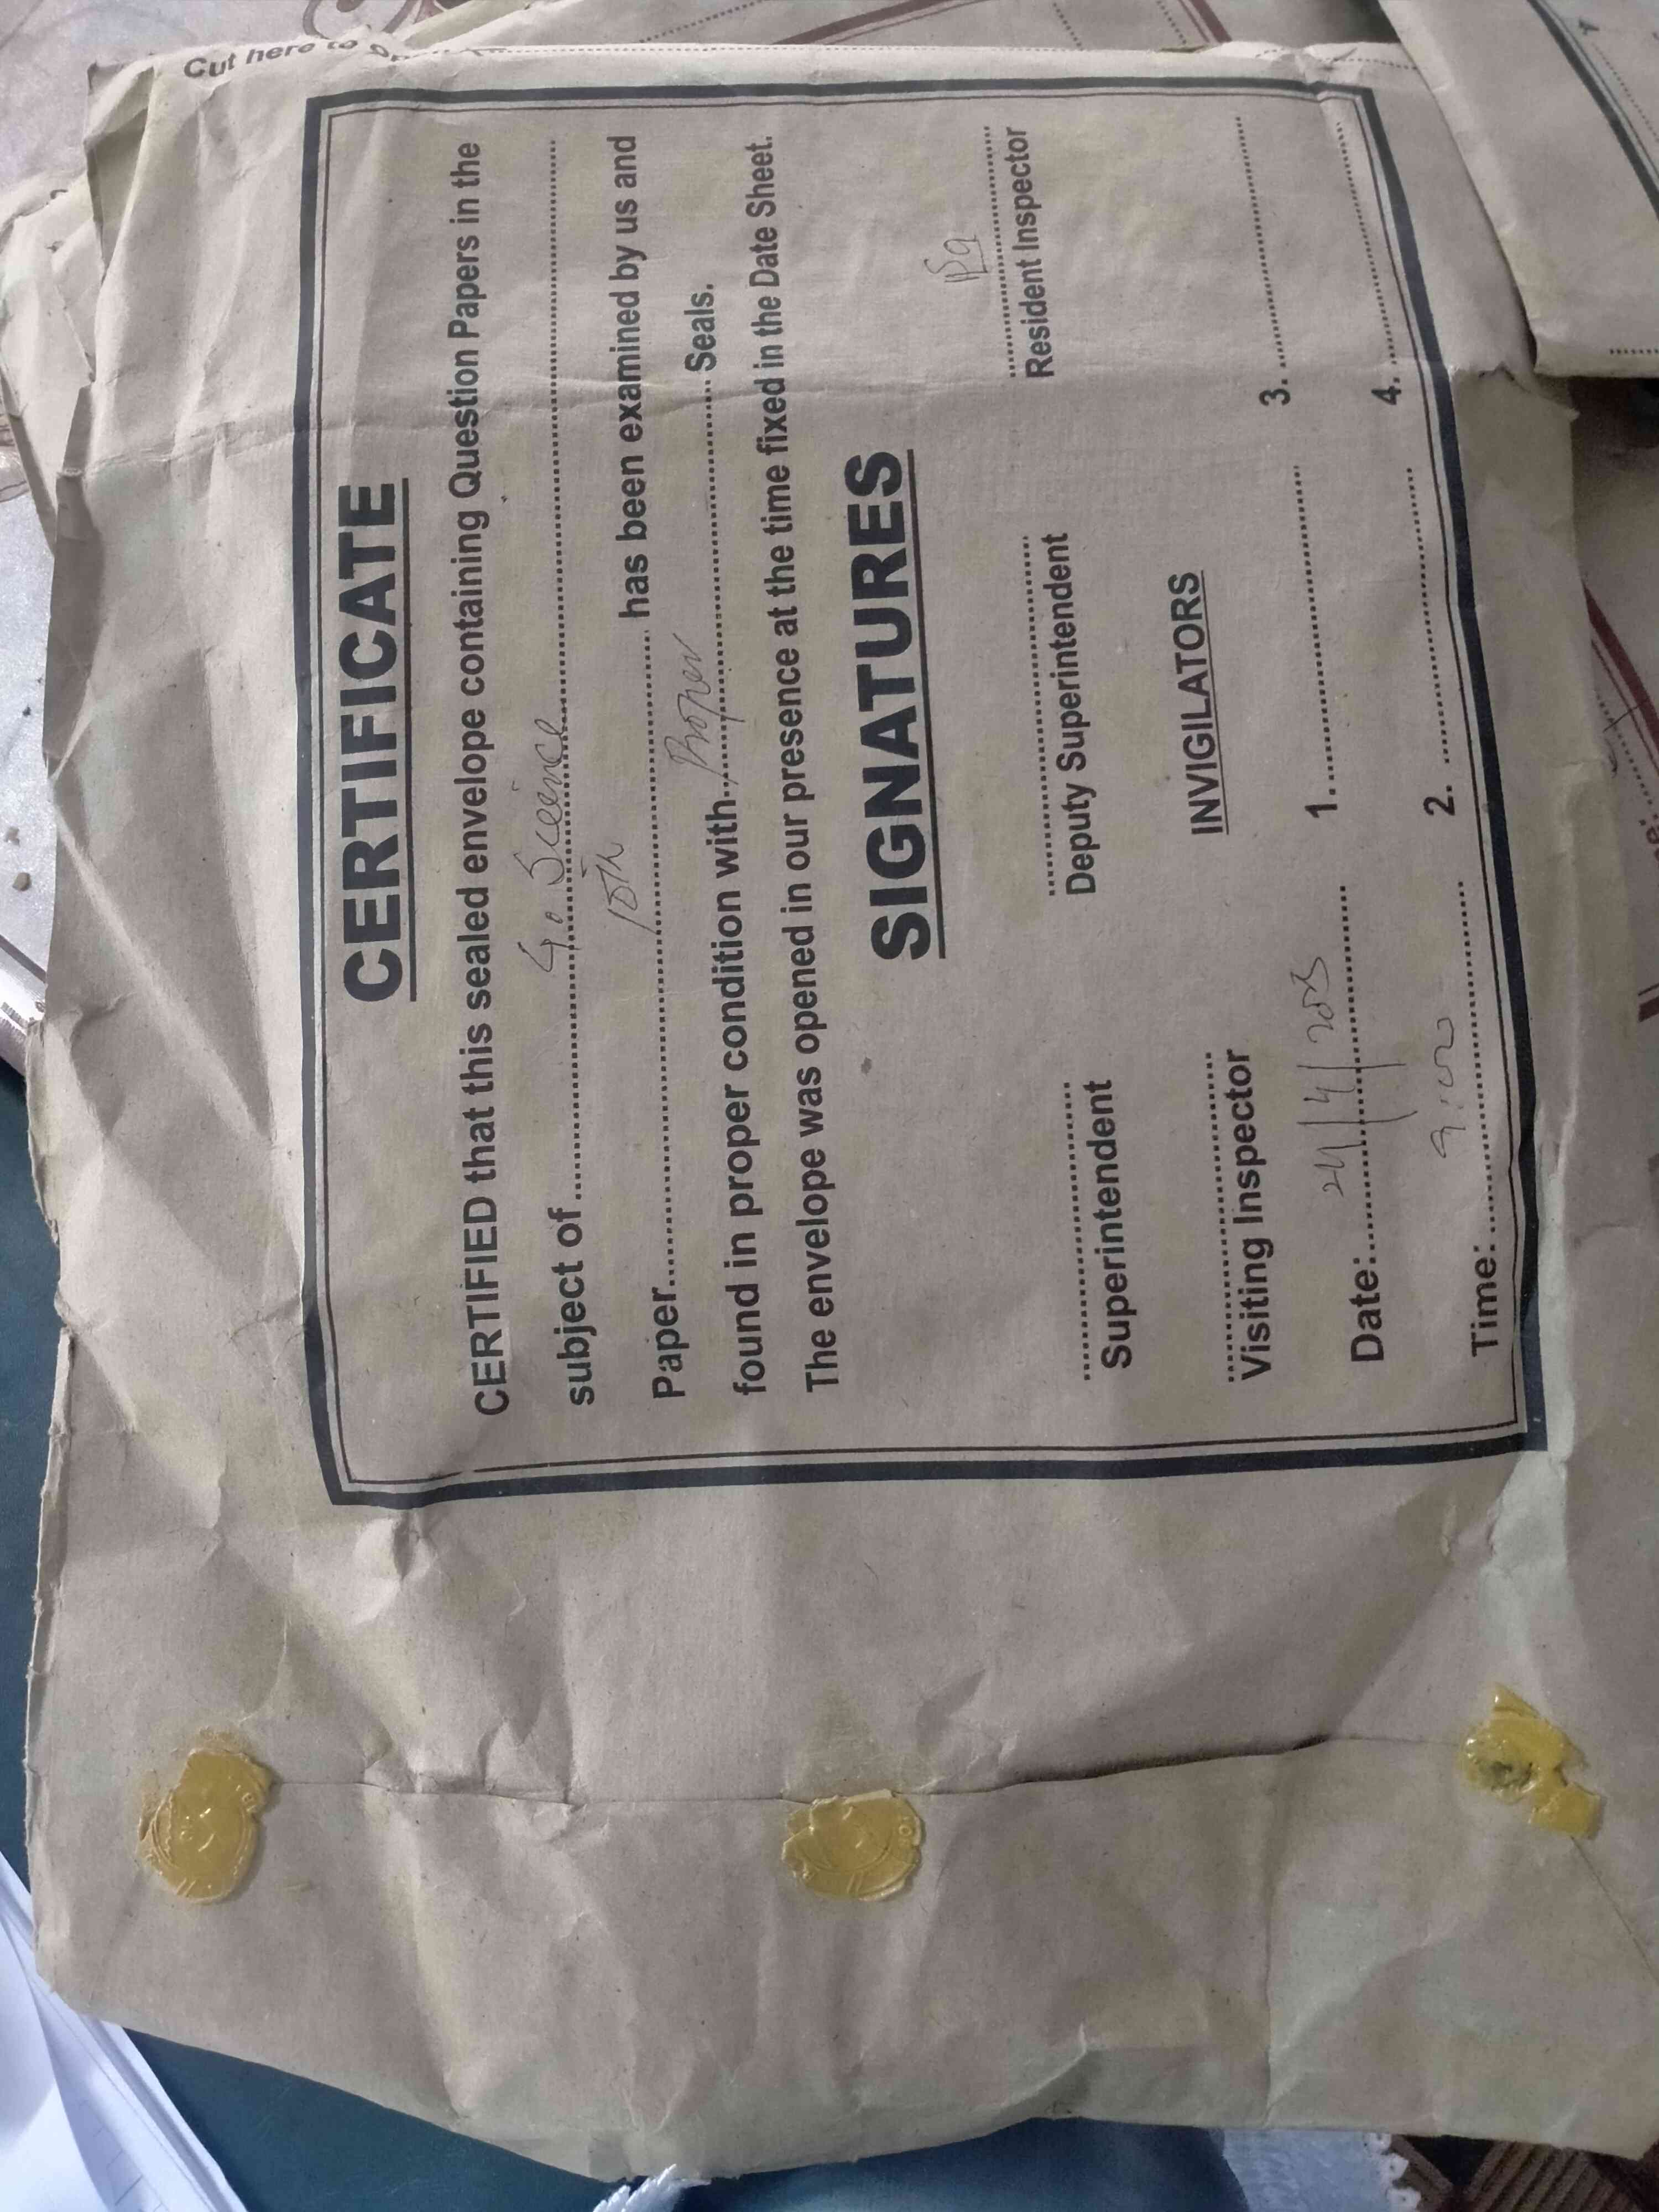 Cut here to
CERTIFICATE
CERTIFIED that this sealed envelope containing Question Papers in the
subject of G. Science
Paper 10th has been examined by us and
found in proper condition with Proper Seals.
The envelope was opened in our presence at the time fixed in the Date Sheet.
SIGNATURES
Superintendent Deputy Superintendent Resident Inspector
Visiting Inspector INVIGILATORS
1. 3.
Date: 24/4/
2. 4.
Time: 9:00